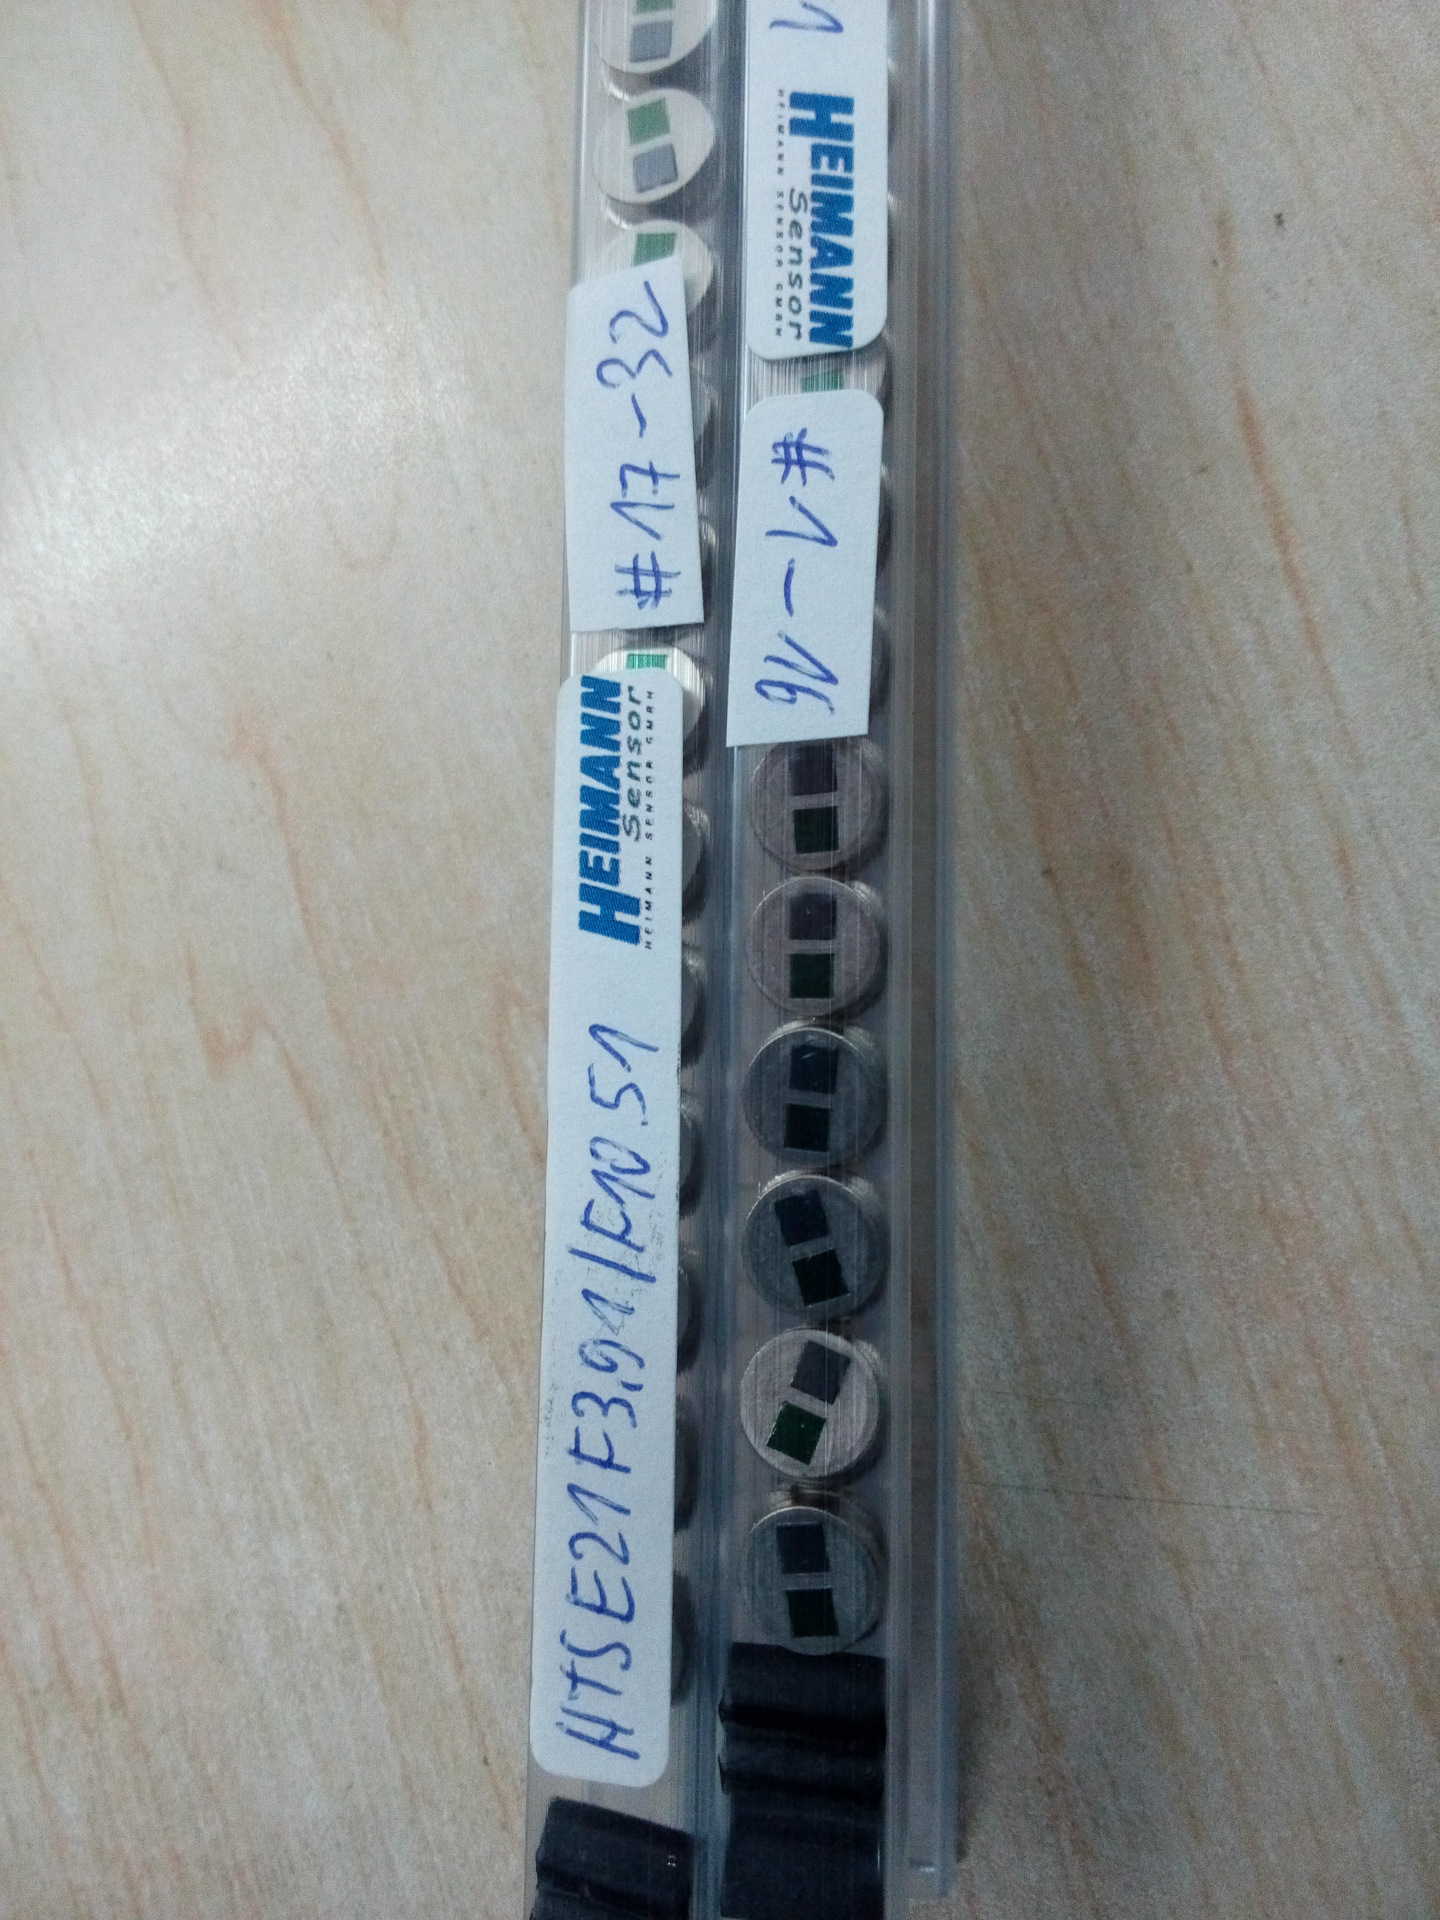 HTS E21 F3.91/F10.51
HEIMANN
Sensor
HEIMANN SENSOR GMBH
#17-32
1
HEIMANN
Sensor
HEIMANN SENSOR GMBH
#1-16